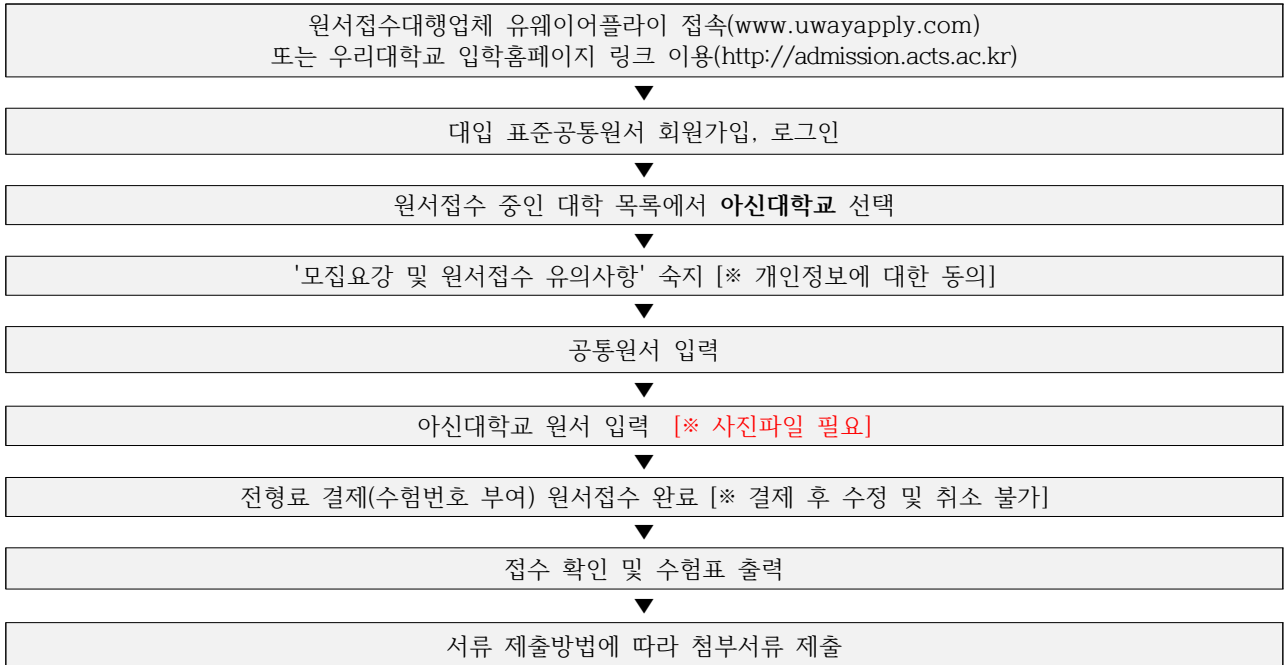 원서접수대행업체 유웨이어플라이 접속(www.uwayapply.com)
또는 우리대학교 입학홈페이지 링크 이용(http://admission.acts.ac.kr)
▼
대입 표준공통원서 회원가입, 로그인
▼
원서접수 중인 대학 목록에서 아신대학교 선택
▼
'모집요강 및 원서접수 유의사항' 숙지 [※ 개인정보에 대한 동의]
▼
공통원서 입력
▼
아신대학교 원서 입력 [※ 사진파일 필요]
▼
전형료 결제(수험번호 부여) 원서접수 완료 [※ 결제 후 수정 및 취소 불가]
▼
접수 확인 및 수험표 출력
▼
서류 제출방법에 따라 첨부서류 제출